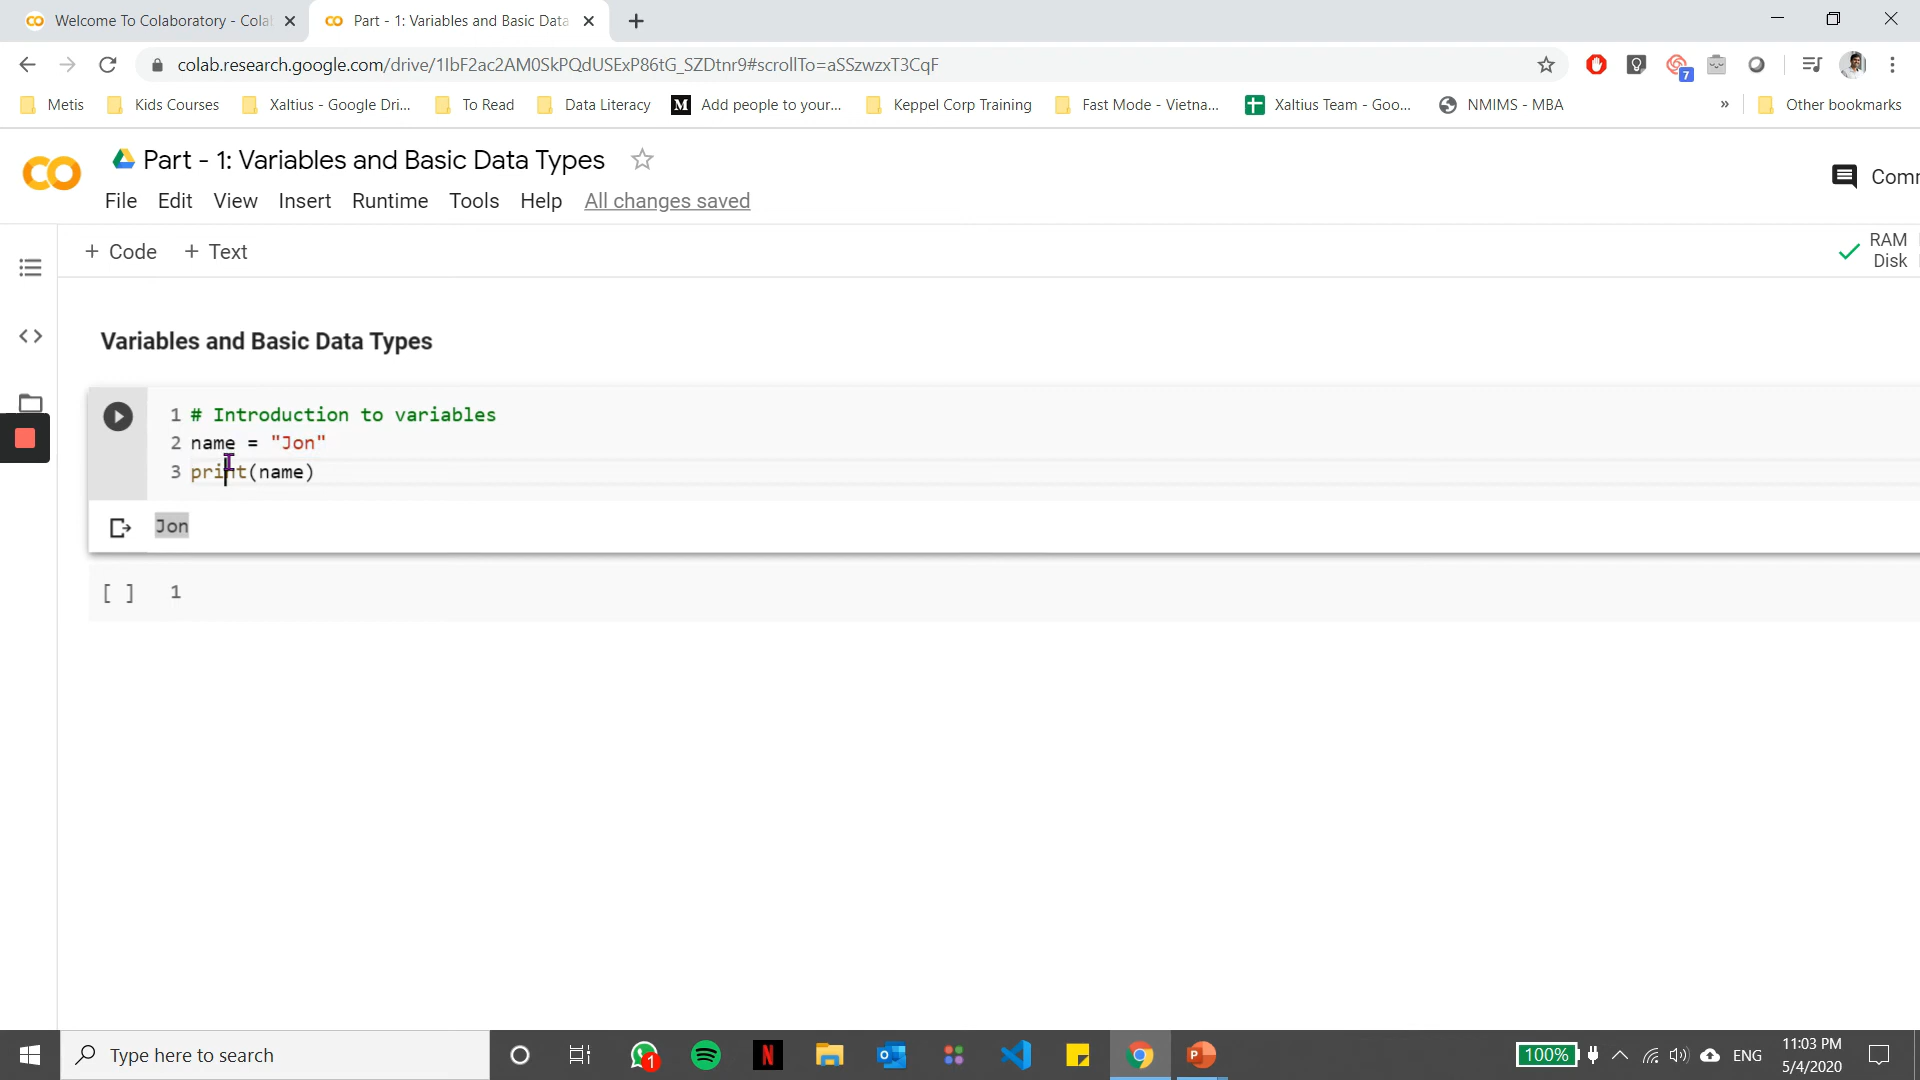 Welcome To Colaboratory - Cola
Part - 1: Variables and Basic Data
colab.research.google.com/drive/1IbF2ac2AM0SkPQdUSExP86tG_SZDtnr9#scrollTo=aSSzwzxT3CqF
7
Metis
Kids Courses
Xaltius - Google Dri...
To Read
Data Literacy
M Add people to your...
Keppel Corp Training
Fast Mode - Vietna...
Xaltius Team - Goo...
NMIMS - MBA
»
Other bookmarks
Part - 1: Variables and Basic Data Types
Comm
File Edit View Insert Runtime Tools Help All changes saved
+ Code + Text
RAM
Disk
Variables and Basic Data Types
1 # Introduction to variables
2 name = "Jon"
3 print(name)
Jon
[ ] 1
Type here to search
1
100%
ENG
11:03 PM
5/4/2020